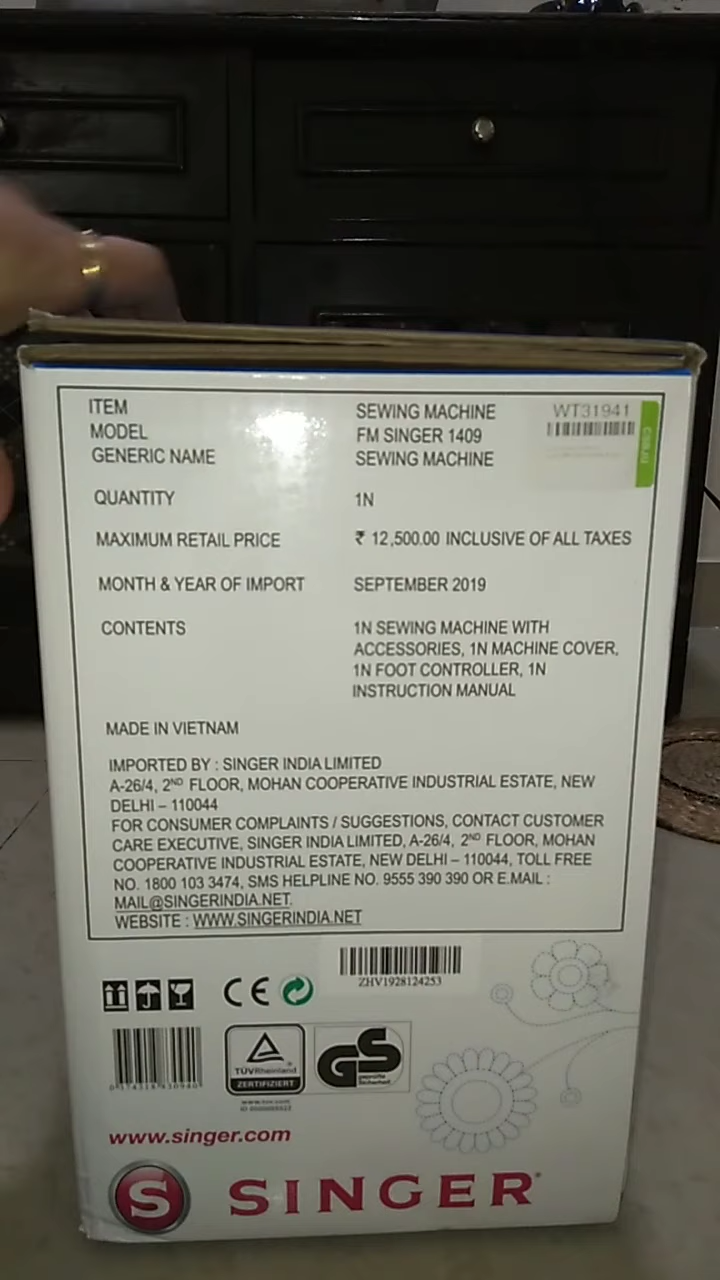 ITEM SEWING MACHINE
MODEL FM SINGER 1409
GENERIC NAME SEWING MACHINE
WT31941
QUANTITY 1N
MAXIMUM RETAIL PRICE ₹ 12,500.00 INCLUSIVE OF ALL TAXES
MONTH & YEAR OF IMPORT SEPTEMBER 2019
CONTENTS 1N SEWING MACHINE WITH
ACCESSORIES, 1N MACHINE COVER,
1N FOOT CONTROLLER, 1N
INSTRUCTION MANUAL
MADE IN VIETNAM
IMPORTED BY : SINGER INDIA LIMITED
A-26/4, 2ND FLOOR, MOHAN COOPERATIVE INDUSTRIAL ESTATE, NEW
DELHI – 110044
FOR CONSUMER COMPLAINTS / SUGGESTIONS, CONTACT CUSTOMER
CARE EXECUTIVE, SINGER INDIA LIMITED, A-26/4, 2ND FLOOR, MOHAN
COOPERATIVE INDUSTRIAL ESTATE, NEW DELHI – 110044, TOLL FREE
NO. 1800 103 3474, SMS HELPLINE NO. 9555 390 390 OR E.MAIL :
MAIL@SINGERINDIA.NET.
WEBSITE : WWW.SINGERINDIA.NET
ZHV1928124253
CE
TÜVRheinland
ZERTIFIZIERT
GS
geprüfte
Sicherheit
www.tuv.com
www.singer.com
S SINGER